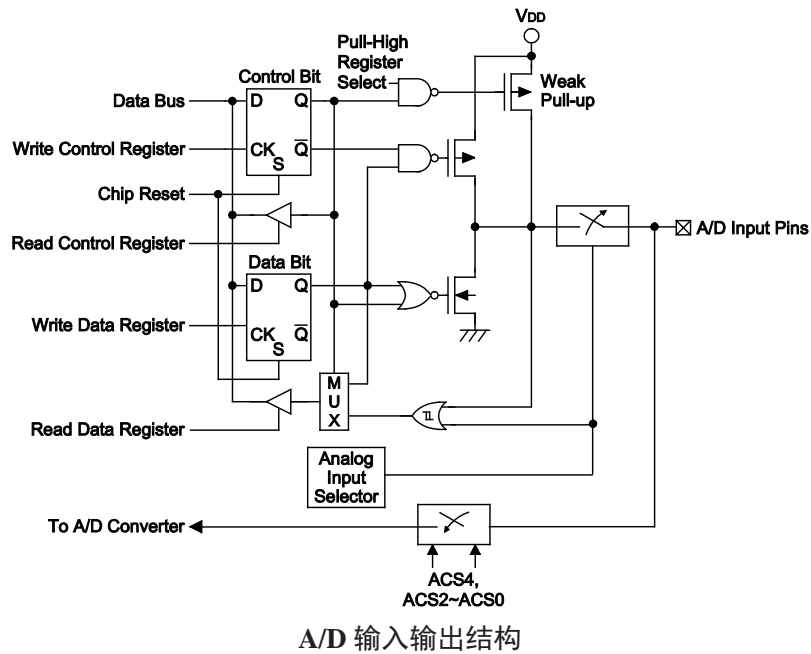 VDD
Pull-High
Register
Select
Weak
Pull-up
Control Bit
Data Bus
D Q
Write Control Register
CK Q
S
Chip Reset
Read Control Register
A/D Input Pins
Data Bit
D Q
Write Data Register
CK Q
S
M
U
X
Read Data Register
Analog
Input
Selector
To A/D Converter
ACS4,
ACS2~ACS0
A/D 输入输出结构